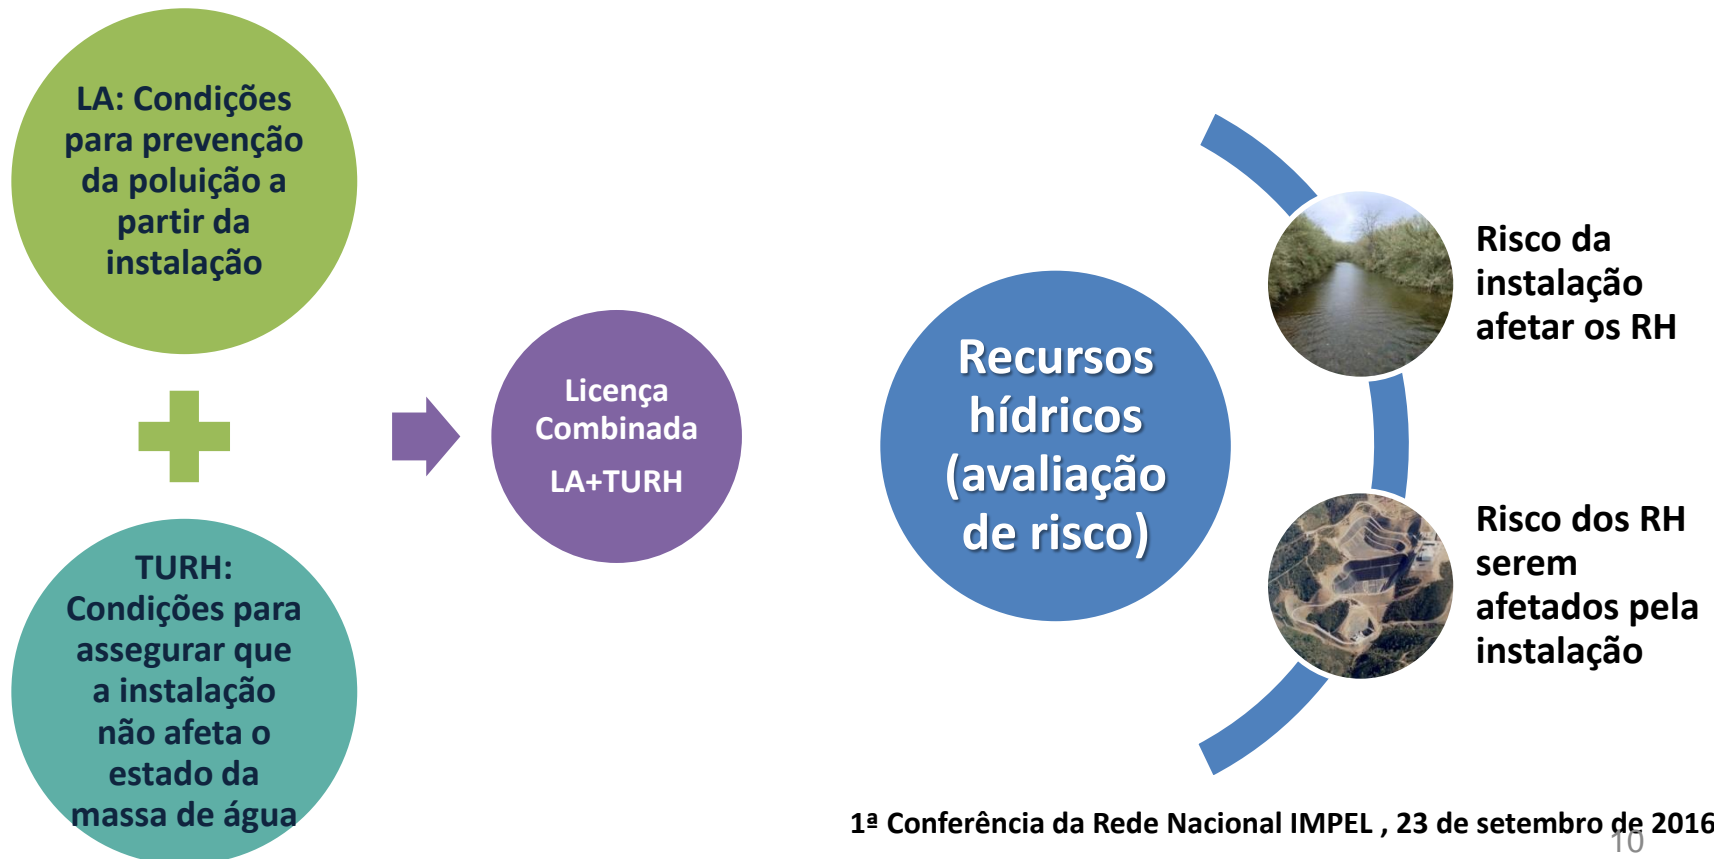 LA: Condições
para prevenção
da poluição a
partir da
instalação
TURH:
Condições para
assegurar que
a instalação
não afeta o
estado da
massa de água
Licença
Combinada
LA+TURH
Recursos
hídricos
(avaliação
de risco)
Risco da
instalação
afetar os RH
Risco dos RH
serem
afetados pela
instalação
1ª Conferência da Rede Nacional IMPEL , 23 de setembro de 2016
10